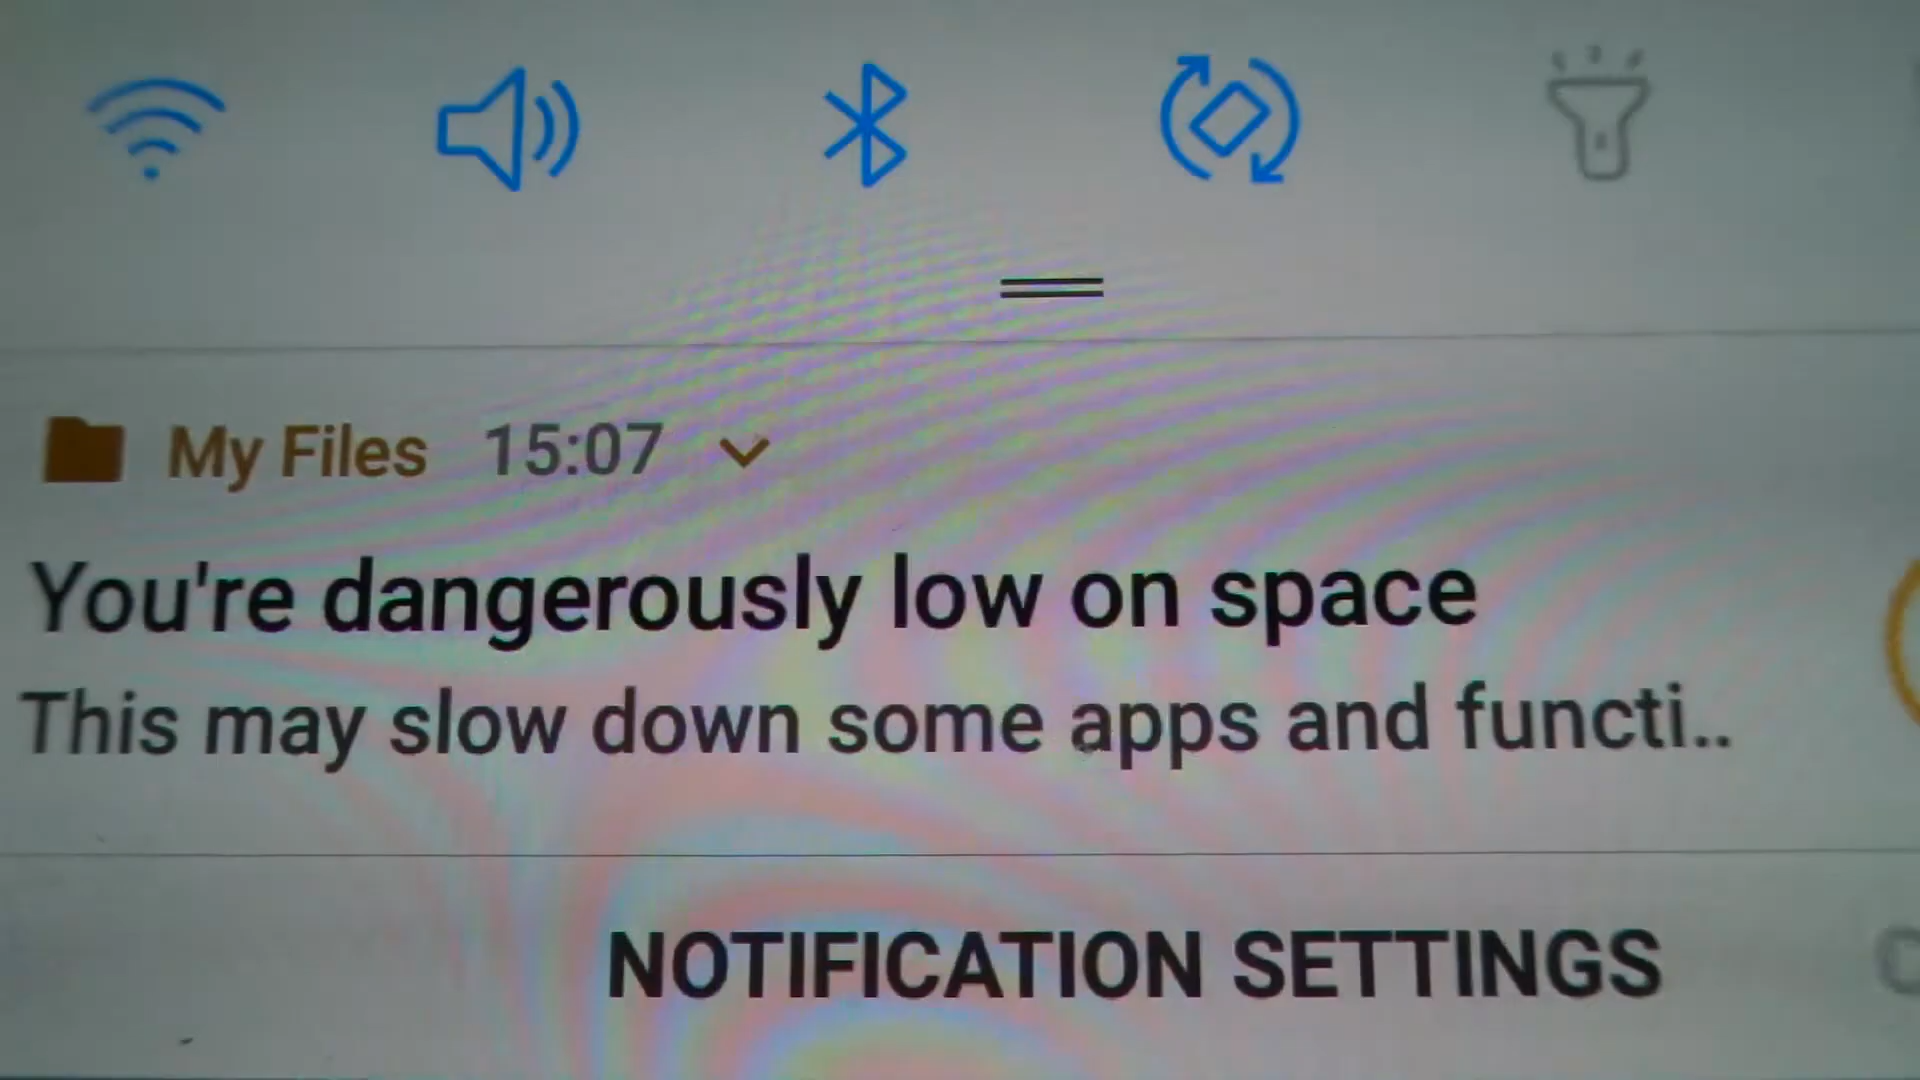 My Files 15:07
You're dangerously low on space
This may slow down some apps and functi..
NOTIFICATION SETTINGS